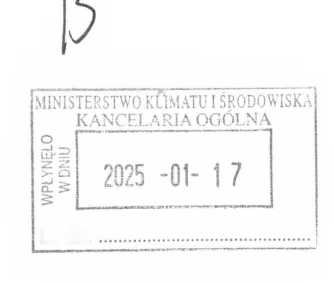 MINISTERSTWO KLIMATU I ŚRODOWISKA
KANCELARIA OGÓLNA
WPŁYNĘŁO
W DNIU
2025 -01- 17